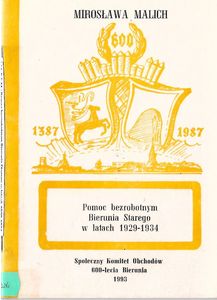 MIROSŁAWA MALICH
600
1387
1987
Pomoc bezrobotnym
Bierunia Starego
w latach 1929-1934
Społeczny Komitet Obchodów
600-lecia Bierunia
1993